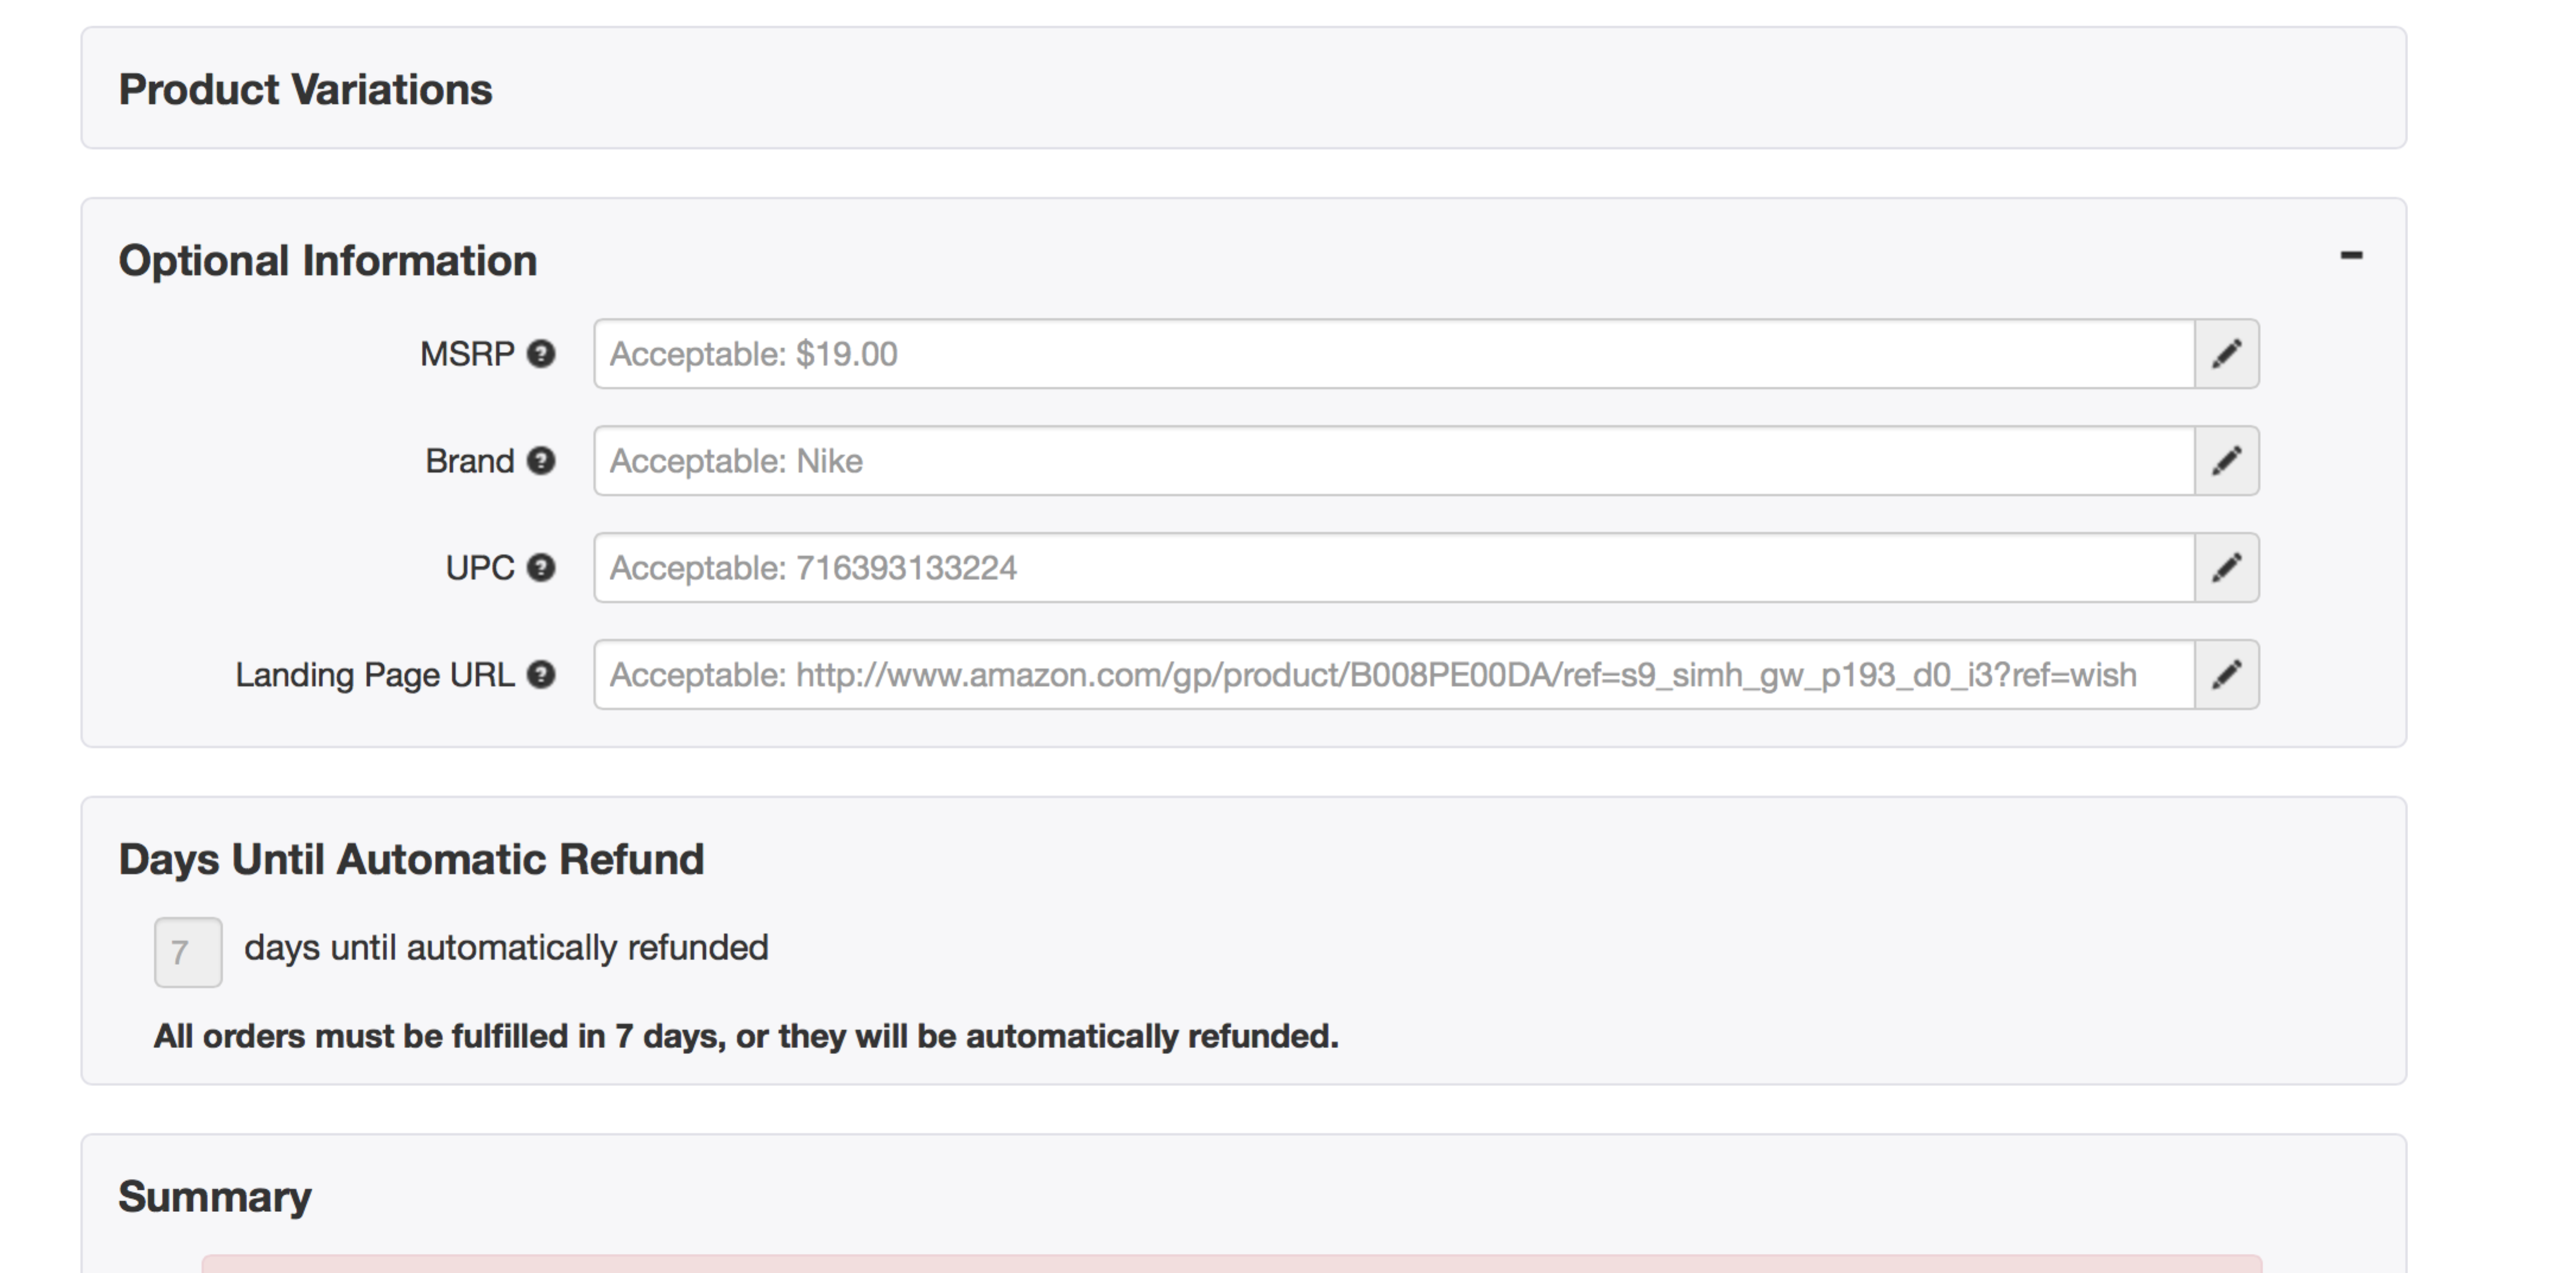 Product Variations
Optional Information
MSRP Acceptable: $19.00
Brand Acceptable: Nike
UPC Acceptable: 716393133224
Landing Page URL Acceptable: http://www.amazon.com/gp/product/B008PE00DA/ref=s9_simh_gw_p193_d0_i3?ref=wish
Days Until Automatic Refund
7 days until automatically refunded
All orders must be fulfilled in 7 days, or they will be automatically refunded.
Summary